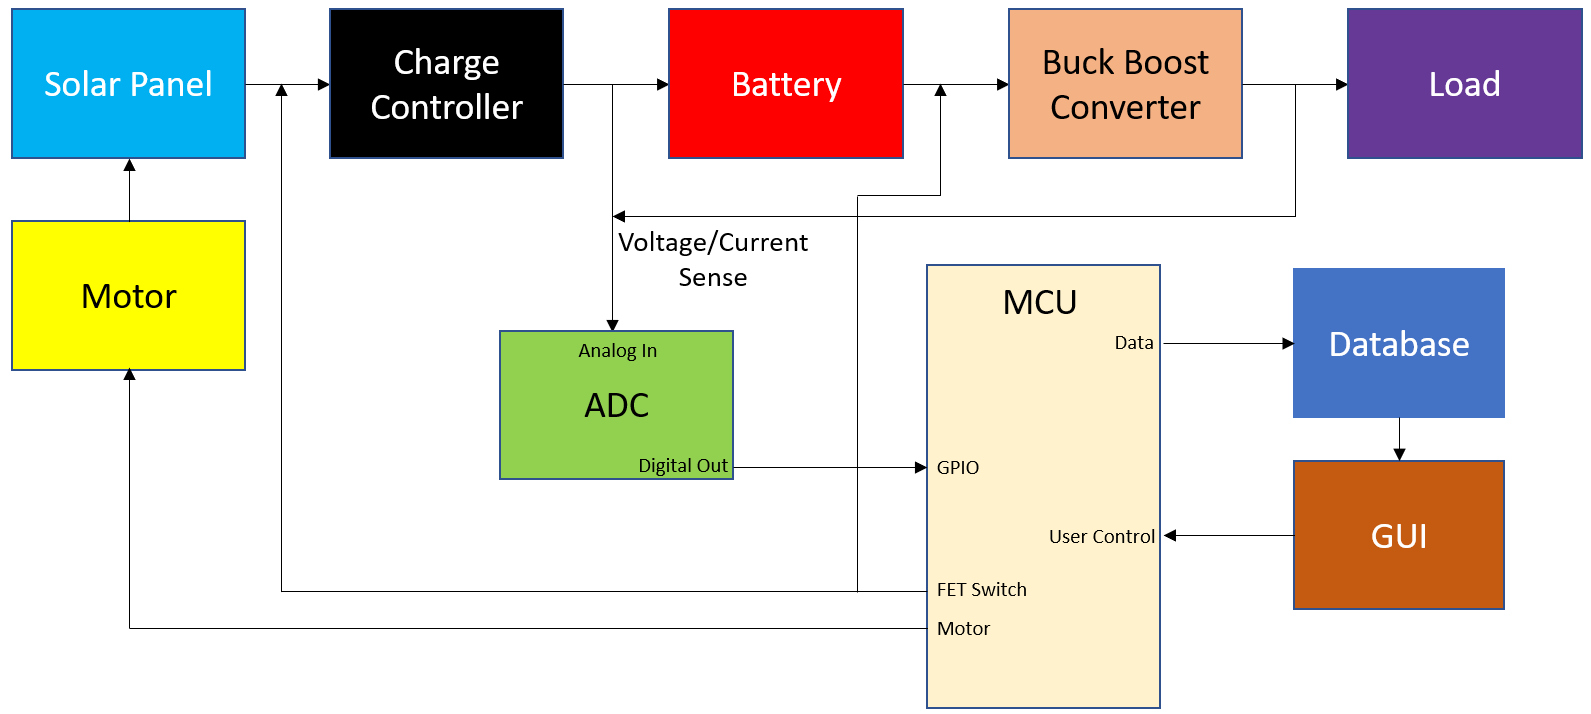 Solar Panel
Charge
Controller
Battery
Buck Boost
Converter
Load
Motor
Voltage/Current
Sense
Analog In
ADC
Digital Out
MCU
Data
GPIO
User Control
FET Switch
Motor
Database
GUI